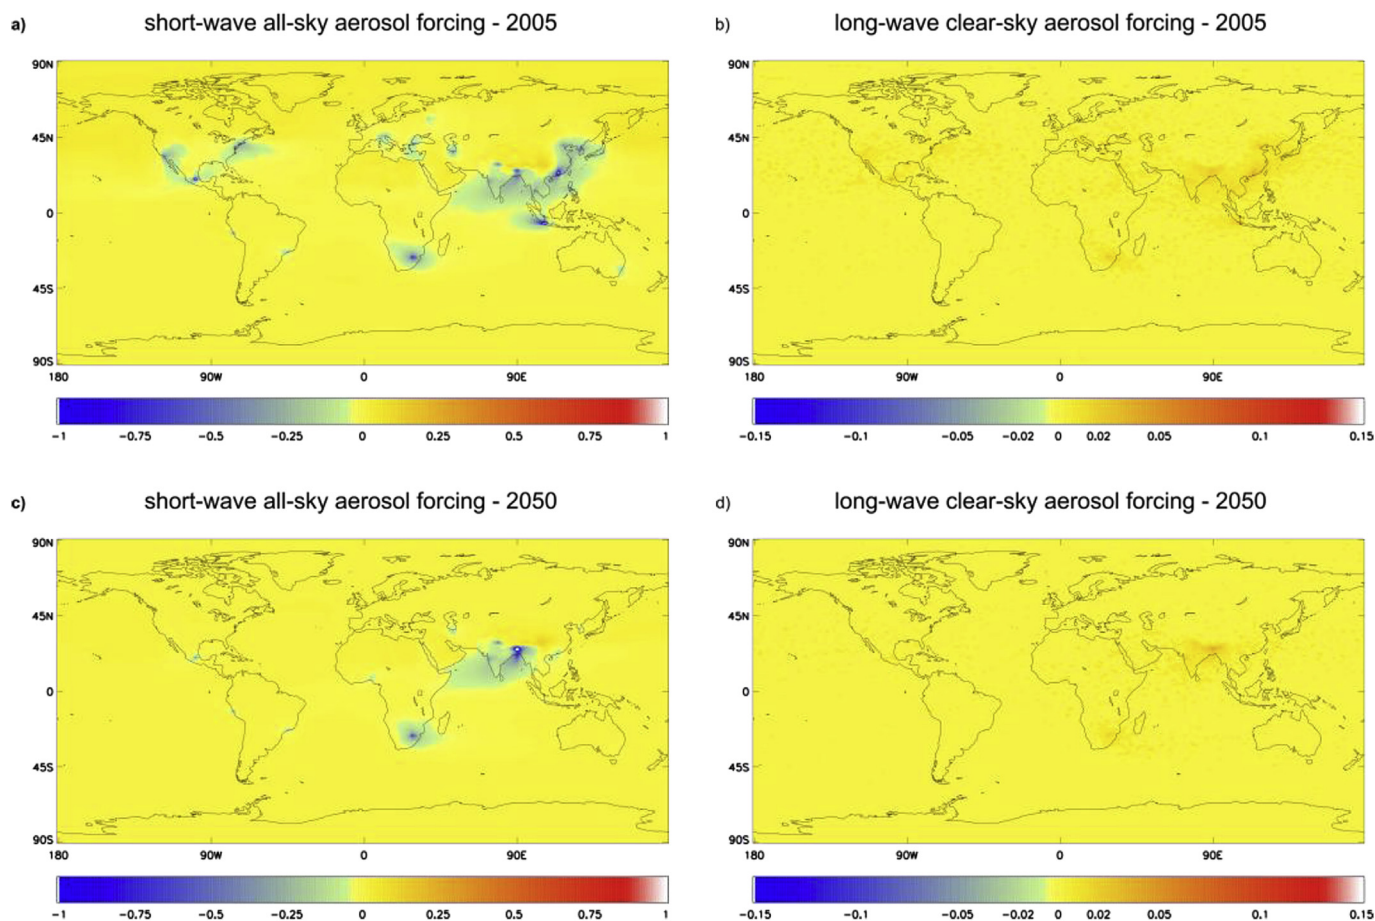 a) short-wave all-sky aerosol forcing - 2005
90N
45N
0
45S
90S
180 90W 0 90E
-1 -0.75 -0.5 -0.25 0 0.25 0.5 0.75 1
b) long-wave clear-sky aerosol forcing - 2005
90N
45N
0
45S
90S
180 90W 0 90E
-0.15 -0.1 -0.05 -0.02 0 0.02 0.05 0.1 0.15
c) short-wave all-sky aerosol forcing - 2050
90N
45N
0
45S
90S
180 90W 0 90E
-1 -0.75 -0.5 -0.25 0 0.25 0.5 0.75 1
d) long-wave clear-sky aerosol forcing - 2050
90N
45N
0
45S
90S
180 90W 0 90E
-0.15 -0.1 -0.05 -0.02 0 0.02 0.05 0.1 0.15